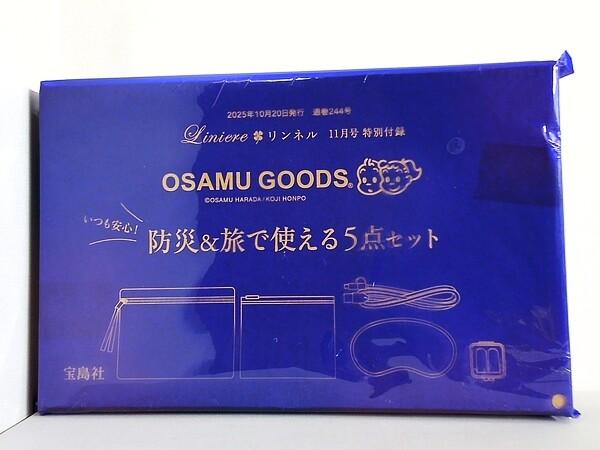 2025年10月20日発行 通巻244号
Liniere リンネル 11月号 特別付録
OSAMU GOODS®
©OSAMU HARADA/KOJI HONPO
いつも安心!
防災&旅で使える5点セット
宝島社